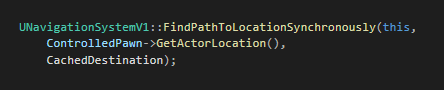 UNavigationSystemV1::FindPathToLocationSynchronously(this,
ControlledPawn->GetActorLocation(),
CachedDestination);